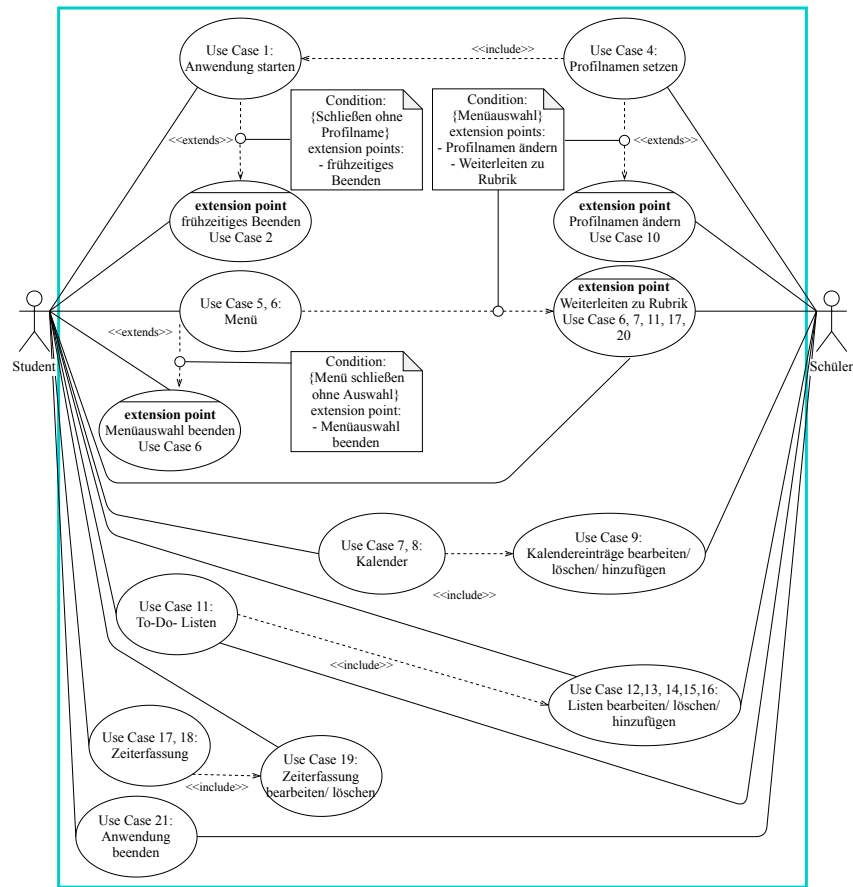 Use Case 1:
Anwendung starten
<<include>>
Use Case 4:
Profilnamen setzen
<<extends>>
Condition:
{Schließen ohne
Profilname}
extension points:
- frühzeitiges
Beenden
Condition:
{Menüauswahl}
extension points:
- Profilnamen ändern
- Weiterleiten zu
Rubrik
<<extends>>
extension point
frühzeitiges Beenden
Use Case 2
extension point
Profilnamen ändern
Use Case 10
Use Case 5, 6:
Menü
extension point
Weiterleiten zu Rubrik
Use Case 6, 7, 11, 17,
20
Student
Schüler
<<extends>>
Condition:
{Menü schließen
ohne Auswahl}
extension point:
- Menüauswahl
beenden
extension point
Menüauswahl beenden
Use Case 6
Use Case 7, 8:
Kalender
Use Case 9:
Kalendereinträge bearbeiten/
löschen/ hinzufügen
<<include>>
Use Case 11:
To-Do- Listen
<<include>>
Use Case 12,13, 14,15,16:
Listen bearbeiten/ löschen/
hinzufügen
Use Case 17, 18:
Zeiterfassung
<<include>>
Use Case 19:
Zeiterfassung
bearbeiten/ löschen
Use Case 21:
Anwendung
beenden